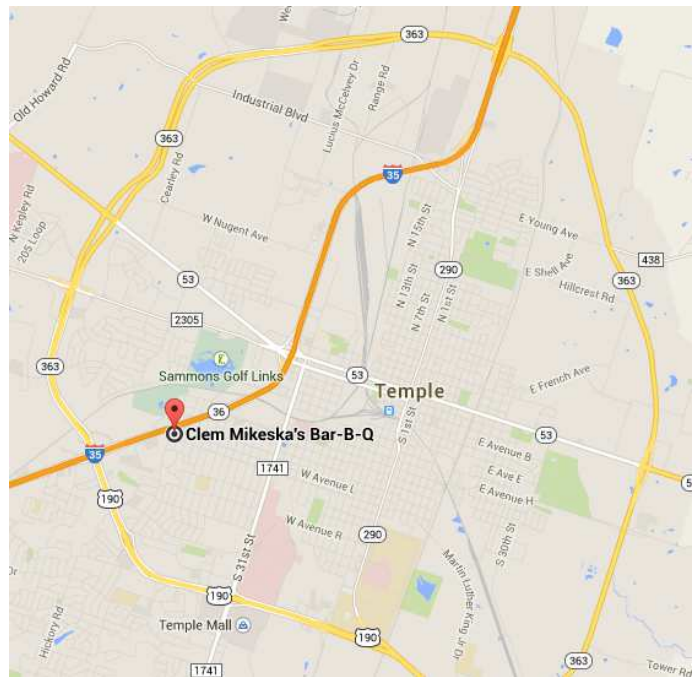 363
363
Old Howard Rd
Industrial Blvd
Lucius McCelvey Dr
Range Rd
363
Cearley Rd
35
N Kegley Rd
205 Loop
W Nugent Ave
N 15th St
E Young Ave
438
290
E Shell Ave
363
53
N 13th St
N 7th St
N 1st St
Hillcrest Rd
2305
363
Sammons Golf Links
53
Temple
E French Ave
36
Clem Mikeska's Bar-B-Q
S 1st St
53
35
1741
E Avenue B
E Ave E
E Avenue H
190
W Avenue L
W Avenue R
290
S 30th St
S 31st St
Martin Luther King Jr Dr
190
Temple Mall
190
Hickory Rd
1741
363
Tower Rd